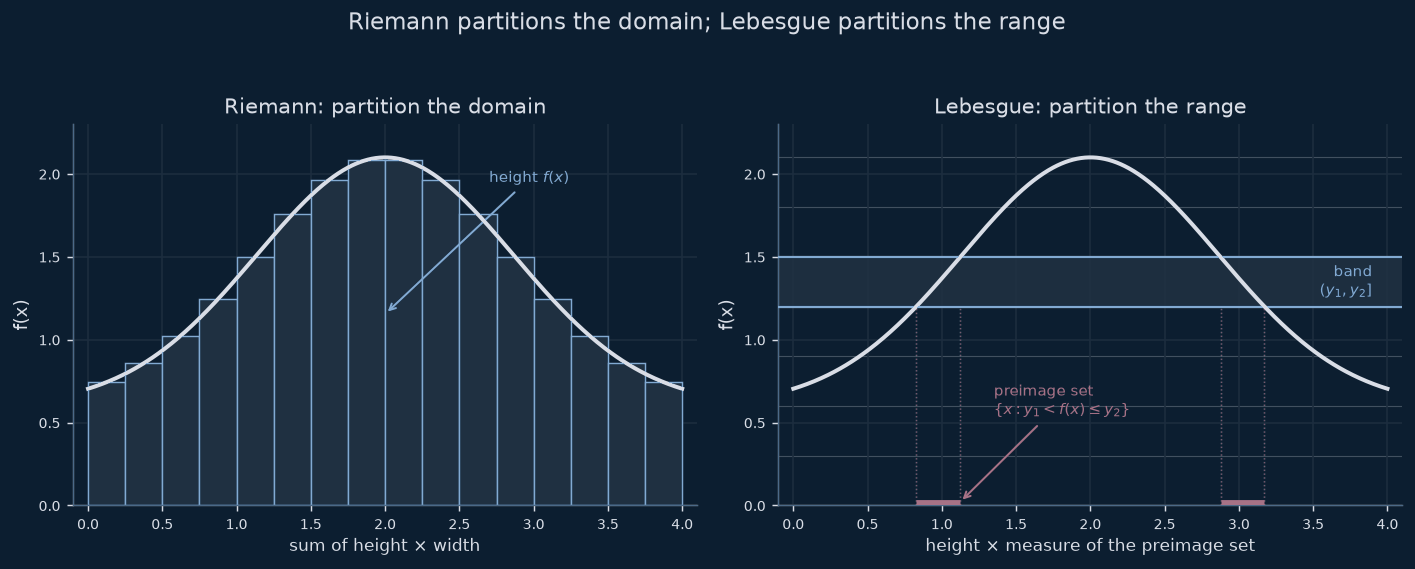 Riemann partitions the domain; Lebesgue partitions the range
Riemann: partition the domain
f(x)
2.0
1.5
1.0
0.5
0.0
height f(x)
0.0 0.5 1.0 1.5 2.0 2.5 3.0 3.5 4.0
sum of height × width
Lebesgue: partition the range
f(x)
2.0
1.5
1.0
0.5
0.0
band
(y₁, y₂]
preimage set
{x : y₁ < f(x) ≤ y₂}
0.0 0.5 1.0 1.5 2.0 2.5 3.0 3.5 4.0
height × measure of the preimage set